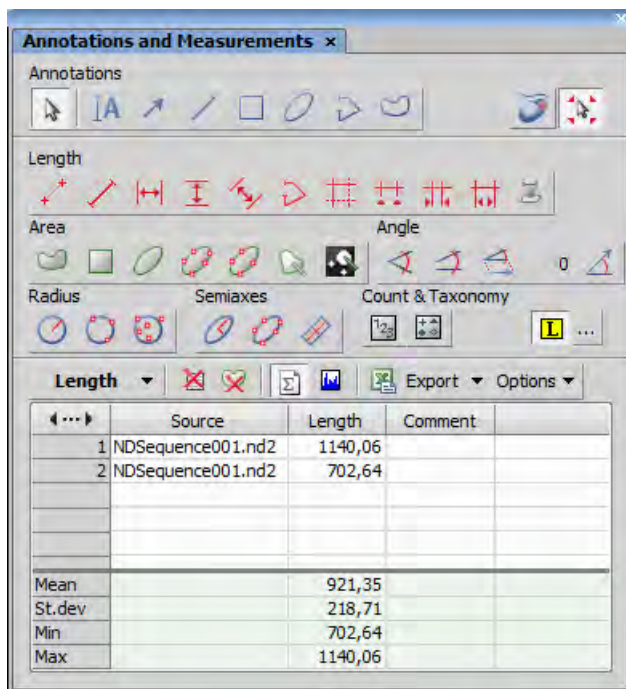 Annotations and Measurements ×
Annotations
A
Length
Area Angle
0
Radius Semiaxes Count & Taxonomy
123 L ...
Length Σ Export Options
Source Length Comment
1 NDSequence001.nd2 1140,06
2 NDSequence001.nd2 702,64
Mean 921,35
St.dev 218,71
Min 702,64
Max 1140,06